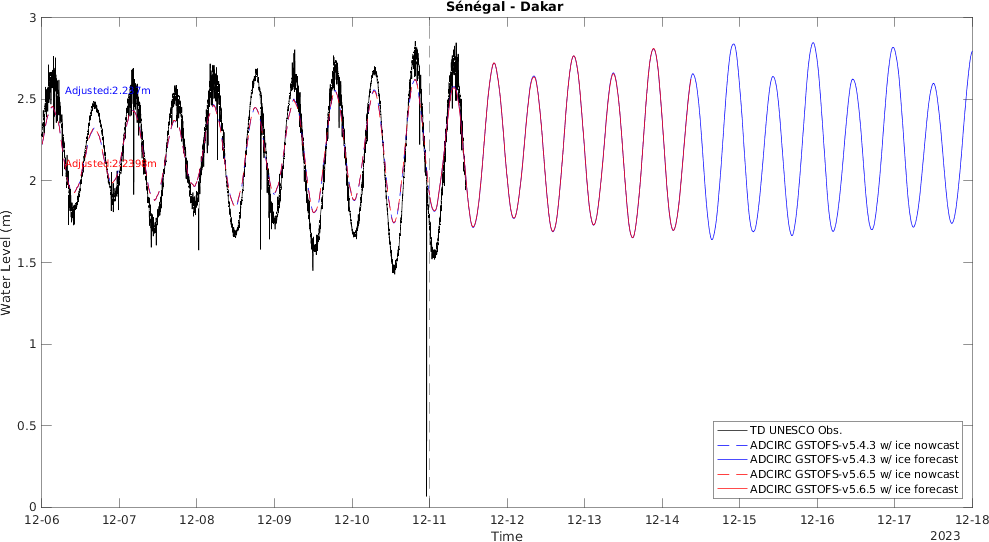 Sénégal - Dakar
3
2.5
2
1.5
1
0.5
0
Water Level (m)
Adjusted:2.2398m
12-06
12-07
12-08
12-09
12-10
12-11
12-12
12-13
12-14
12-15
12-16
12-17
12-18
Time
2023
TD UNESCO Obs.
ADCIRC GSTOFS-v5.4.3 w/ ice nowcast
ADCIRC GSTOFS-v5.4.3 w/ ice forecast
ADCIRC GSTOFS-v5.6.5 w/ ice nowcast
ADCIRC GSTOFS-v5.6.5 w/ ice forecast